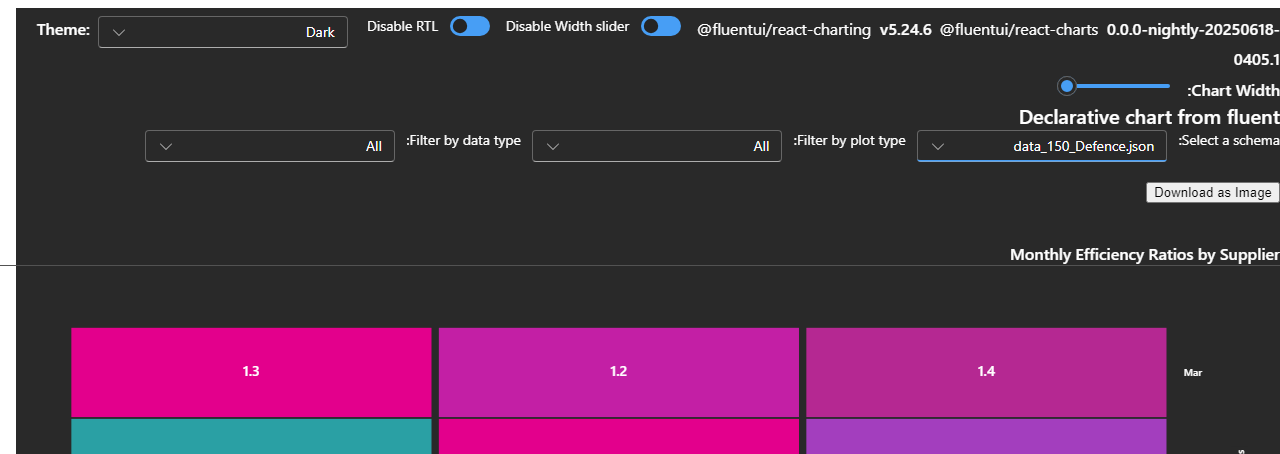 Theme: Dark Disable RTL Disable Width slider @fluentui/react-charting v5.24.6 @fluentui/react-charts 0.0.0-nightly-20250618-
0405.1
:Chart Width
Declarative chart from fluent
:Select a schema data_150_Defence.json :Filter by plot type All :Filter by data type All
Download as Image
Monthly Efficiency Ratios by Supplier
1.3 1.2 1.4 Mar